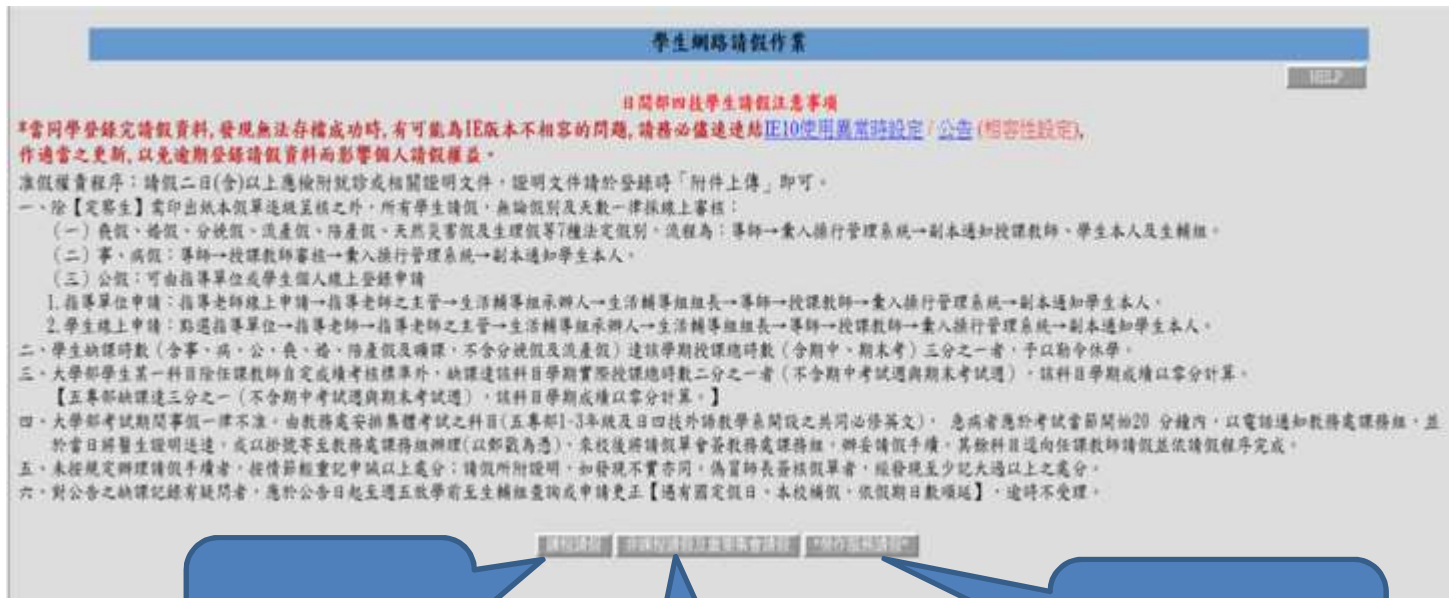 學生網路請假作業
HELP
日間部四技學生請假注意事項
*當同學登錄完請假資料,發現無法存檔成功時,有可能為IE版本不相容的問題,請務必儘速連結IE10使用異常時設定 / 公告 (相容性設定),
作適當之更新,以免逾期登錄請假資料而影響個人請假權益。
准假權責程序：請假二日(含)以上應檢附就診或相關證明文件，證明文件請於登錄時「附件上傳」即可。
一、除【定察生】需印出紙本假單逐級呈核之外，所有學生請假，無論假別及天數一律採線上審核：
（一）喪假、婚假、分娩假、流產假、陪產假、天然災害假及生理假等7種法定假別，流程為：導師→彙入操行管理系統→副本通知授課教師、學生本人及生輔組。
（二）事、病假：導師→授課教師審核→彙入操行管理系統→副本通知學生本人。
（三）公假：可由指導單位或學生個人線上登錄申請
1.指導單位申請：指導老師線上申請→指導老師之主管→生活輔導組承辦人→生活輔導組組長→導師→授課教師→彙入操行管理系統→副本通知學生本人。
2.學生線上申請：點選指導單位→指導老師→指導老師之主管→生活輔導組承辦人→生活輔導組組長→導師→授課教師→彙入操行管理系統→副本通知學生本人。
二、學生缺課時數（含事、病、公、喪、婚、陪產假及曠課，不含分娩假及流產假）達該學期授課總時數（含期中、期末考）三分之一者，予以勒令休學。
三、大學部學生某一科目除任課教師自定成績考核標準外，缺課達該科目學期實際授課總時數二分之一者（不含期中考試週與期末考試週），該科目學期成績以零分計算。
【五專部缺課達三分之一（不含期中考試週與期末考試週），該科目學期成績以零分計算。】
四、大學部考試期間事假一律不准。由教務處安排集體考試之科目(五專部1-3年級及日四技外語教學系開設之共同必修英文)， 急病者應於考試當節開始20 分鐘內，以電話通知教務處課務組，並
於當日將醫生證明送達，或以掛號寄至教務處課務組辦理(以郵戳為憑)，來校後將請假單會簽教務處課務組，辦妥請假手續。其餘科目逕向任課教師請假並依請假程序完成。
五、未按規定辦理請假手續者，按情節輕重記申誡以上處分；請假所附證明，如發現不實亦同。偽冒師長簽核假單者，經發現至少記大過以上之處分。
六、對公告之缺課記錄有疑問者，應於公告日起至週五放學前至生輔組查詢或申請更正【遇有國定假日、本校補假，依假期日數順延】，逾時不受理。